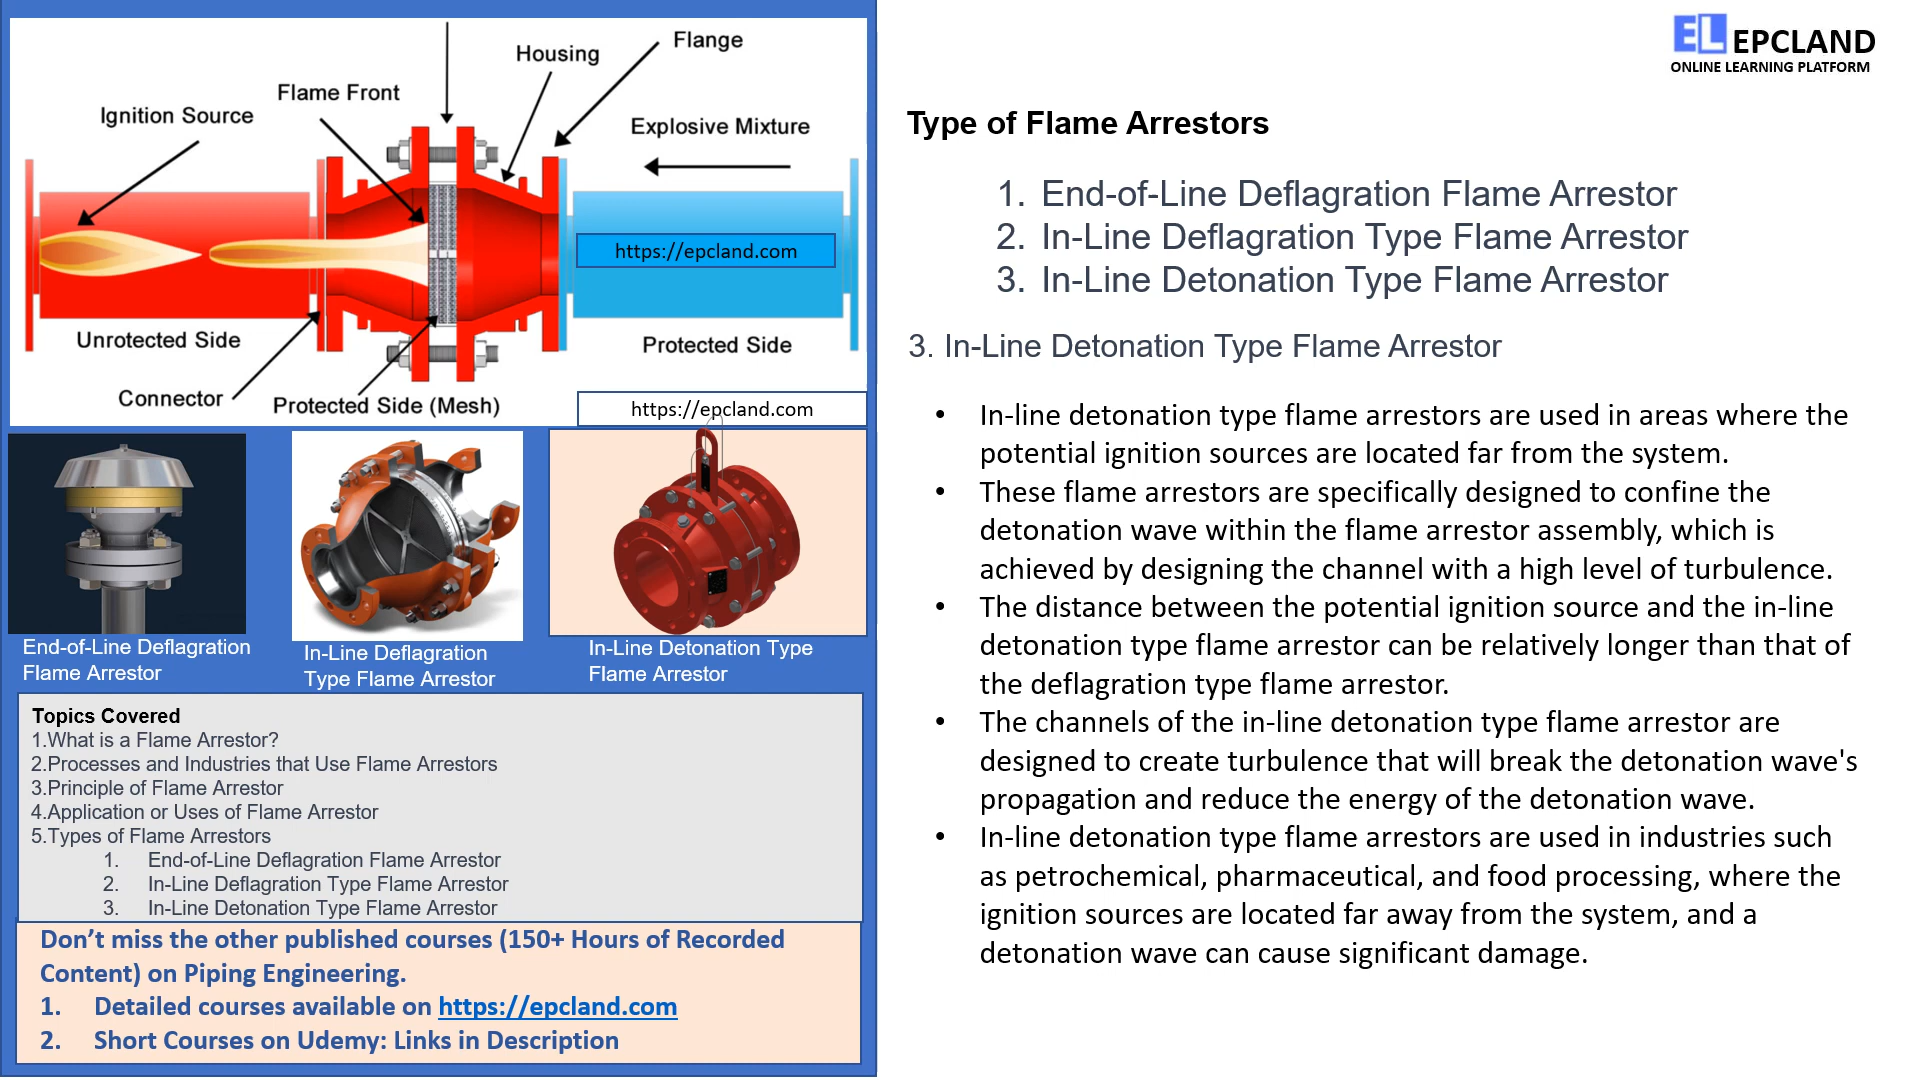 Housing
Flange
Flame Front
Ignition Source
Explosive Mixture
https://epcland.com
Unrotected Side
Protected Side
Connector
Protected Side (Mesh)
https://epcland.com
End-of-Line Deflagration
Flame Arrestor
In-Line Deflagration
Type Flame Arrestor
In-Line Detonation Type
Flame Arrestor
Topics Covered
1.What is a Flame Arrestor?
2.Processes and Industries that Use Flame Arrestors
3.Principle of Flame Arrestor
4.Application or Uses of Flame Arrestor
5.Types of Flame Arrestors
1. End-of-Line Deflagration Flame Arrestor
2. In-Line Deflagration Type Flame Arrestor
3. In-Line Detonation Type Flame Arrestor
Don’t miss the other published courses (150+ Hours of Recorded
Content) on Piping Engineering.
1. Detailed courses available on https://epcland.com
2. Short Courses on Udemy: Links in Description
EL EPCLAND
ONLINE LEARNING PLATFORM
Type of Flame Arrestors
1. End-of-Line Deflagration Flame Arrestor
2. In-Line Deflagration Type Flame Arrestor
3. In-Line Detonation Type Flame Arrestor
3. In-Line Detonation Type Flame Arrestor
• In-line detonation type flame arrestors are used in areas where the
potential ignition sources are located far from the system.
• These flame arrestors are specifically designed to confine the
detonation wave within the flame arrestor assembly, which is
achieved by designing the channel with a high level of turbulence.
• The distance between the potential ignition source and the in-line
detonation type flame arrestor can be relatively longer than that of
the deflagration type flame arrestor.
• The channels of the in-line detonation type flame arrestor are
designed to create turbulence that will break the detonation wave's
propagation and reduce the energy of the detonation wave.
• In-line detonation type flame arrestors are used in industries such
as petrochemical, pharmaceutical, and food processing, where the
ignition sources are located far away from the system, and a
detonation wave can cause significant damage.